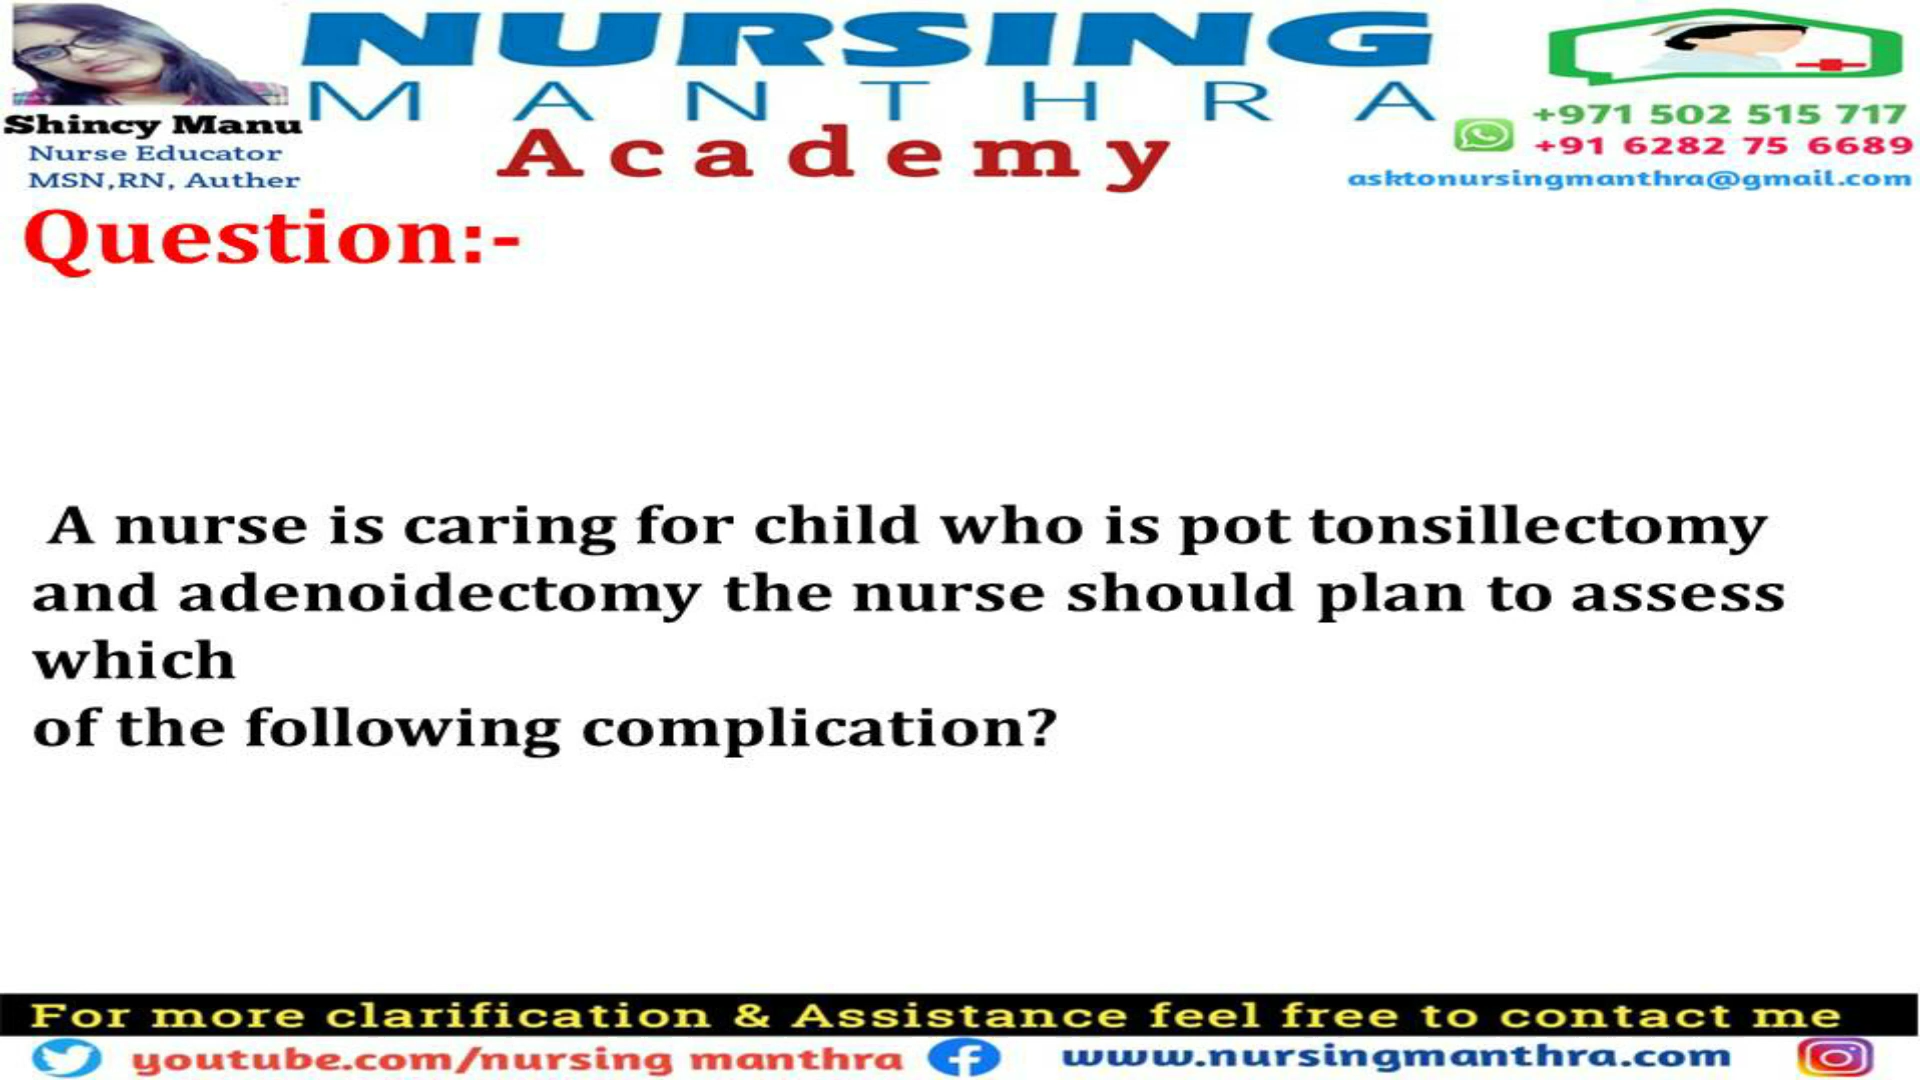 NURSING
MANTHRA
Academy
Shincy Manu
Nurse Educator
MSN,RN, Auther
+971 502 515 717
+91 6282 75 6689
asktonursingmanthra@gmail.com
Question:-
A nurse is caring for child who is pot tonsillectomy
and adenoidectomy the nurse should plan to assess
which
of the following complication?
For more clarification & Assistance feel free to contact me
youtube.com/nursing manthra
www.nursingmanthra.com